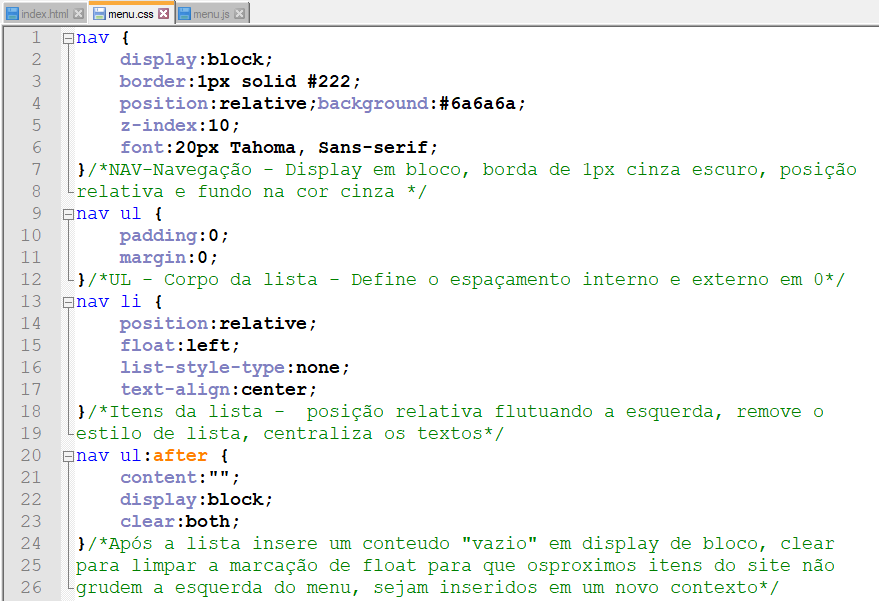 index.html menu.css menu.js
1 nav {
2 display:block;
3 border:1px solid #222;
4 position:relative;background:#6a6a6a;
5 z-index:10;
6 font:20px Tahoma, Sans-serif;
7 }/*NAV-Navegação - Display em bloco, borda de 1px cinza escuro, posição
8 relativa e fundo na cor cinza */
9 nav ul {
10 padding:0;
11 margin:0;
12 }/*UL - Corpo da lista - Define o espaçamento interno e externo em 0*/
13 nav li {
14 position:relative;
15 float:left;
16 list-style-type:none;
17 text-align:center;
18 }/*Itens da lista -  posição relativa flutuando a esquerda, remove o
19 estilo de lista, centraliza os textos*/
20 nav ul:after {
21 content:"";
22 display:block;
23 clear:both;
24 }/*Após a lista insere um conteudo "vazio" em display de bloco, clear
25 para limpar a marcação de float para que osproximos itens do site não
26 grudem a esquerda do menu, sejam inseridos em um novo contexto*/